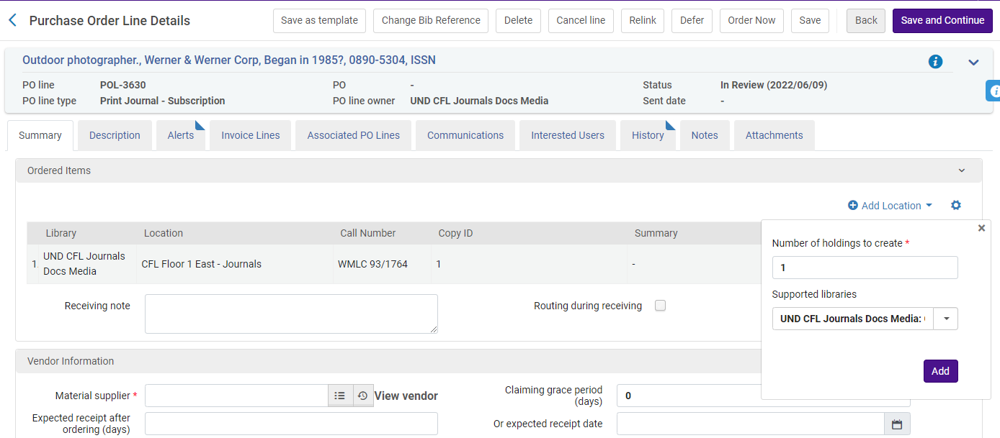 Purchase Order Line Details
Save as template
Change Bib Reference
Delete
Cancel line
Relink
Defer
Order Now
Save
Back
Save and Continue
Outdoor photographer., Werner & Werner Corp, Began in 1985?, 0890-5304, ISSN
PO line POL-3630 PO - Status In Review (2022/06/09)
PO line type Print Journal - Subscription PO line owner UND CFL Journals Docs Media Sent date -
Summary Description Alerts Invoice Lines Associated PO Lines Communications Interested Users History Notes Attachments
Ordered Items
Add Location
Library Location Call Number Copy ID Summary
1. UND CFL Journals
Docs Media
CFL Floor 1 East - Journals WMLC 93/1764 1 -
Number of holdings to create *
1
Supported libraries
UND CFL Journals Docs Media:
Add
Receiving note Routing during receiving
Vendor Information
Material supplier * View vendor
Claiming grace period
(days)
0
Expected receipt after
ordering (days)
Or expected receipt date